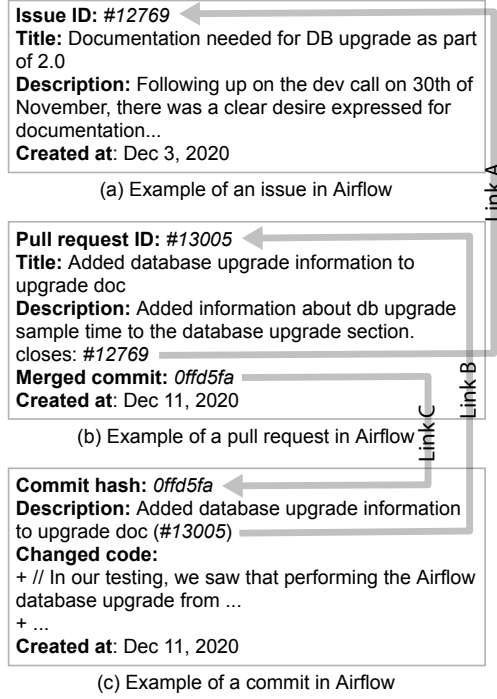 Issue ID: #12769
Title: Documentation needed for DB upgrade as part
of 2.0
Description: Following up on the dev call on 30th of
November, there was a clear desire expressed for
documentation...
Created at: Dec 3, 2020
(a) Example of an issue in Airflow
Link A
Pull request ID: #13005
Title: Added database upgrade information to
upgrade doc
Description: Added information about db upgrade
sample time to the database upgrade section.
closes: #12769
Merged commit: 0ffd5fa
Created at: Dec 11, 2020
(b) Example of a pull request in Airflow
Link C
Link B
Commit hash: 0ffd5fa
Description: Added database upgrade information
to upgrade doc (#13005)
Changed code:
+ // In our testing, we saw that performing the Airflow
database upgrade from ...
+ ...
Created at: Dec 11, 2020
(c) Example of a commit in Airflow